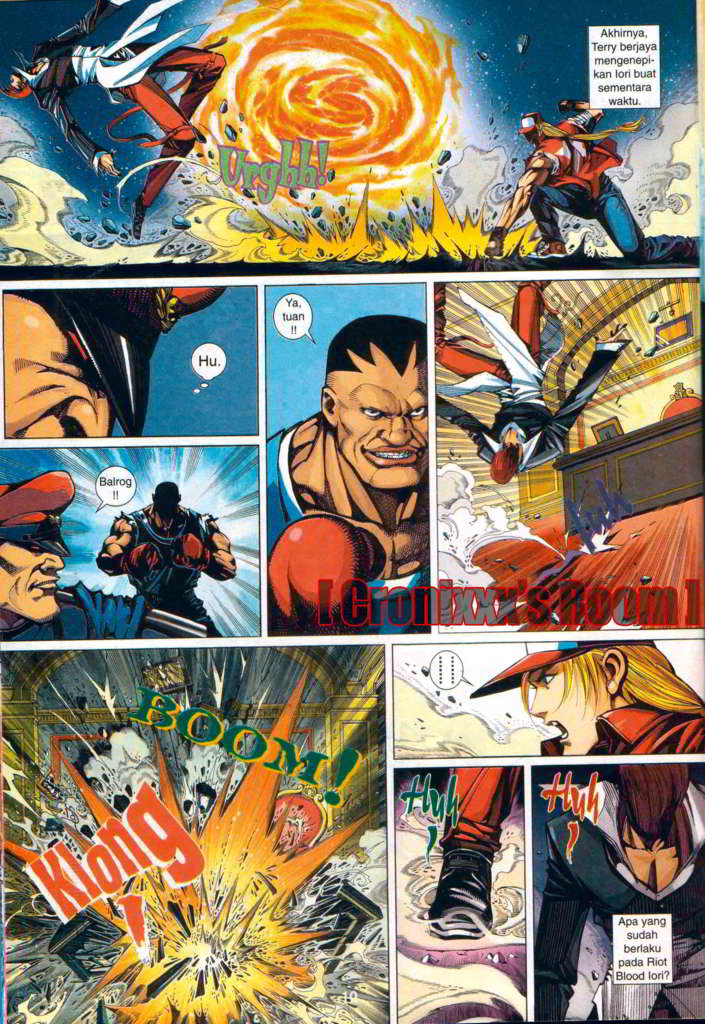 Akhirnya,
Terry berjaya
mengenepi-
kan Iori buat
sementara
waktu.
Urghh!
Hu.
Ya,
tuan
!!
Balrog
!!
Huh
[ Cronixxx's Room ]
BOOM!
Klong
!
......
Huh
!
Huh
!
Apa yang
sudah
berlaku
pada Riot
Blood Iori?